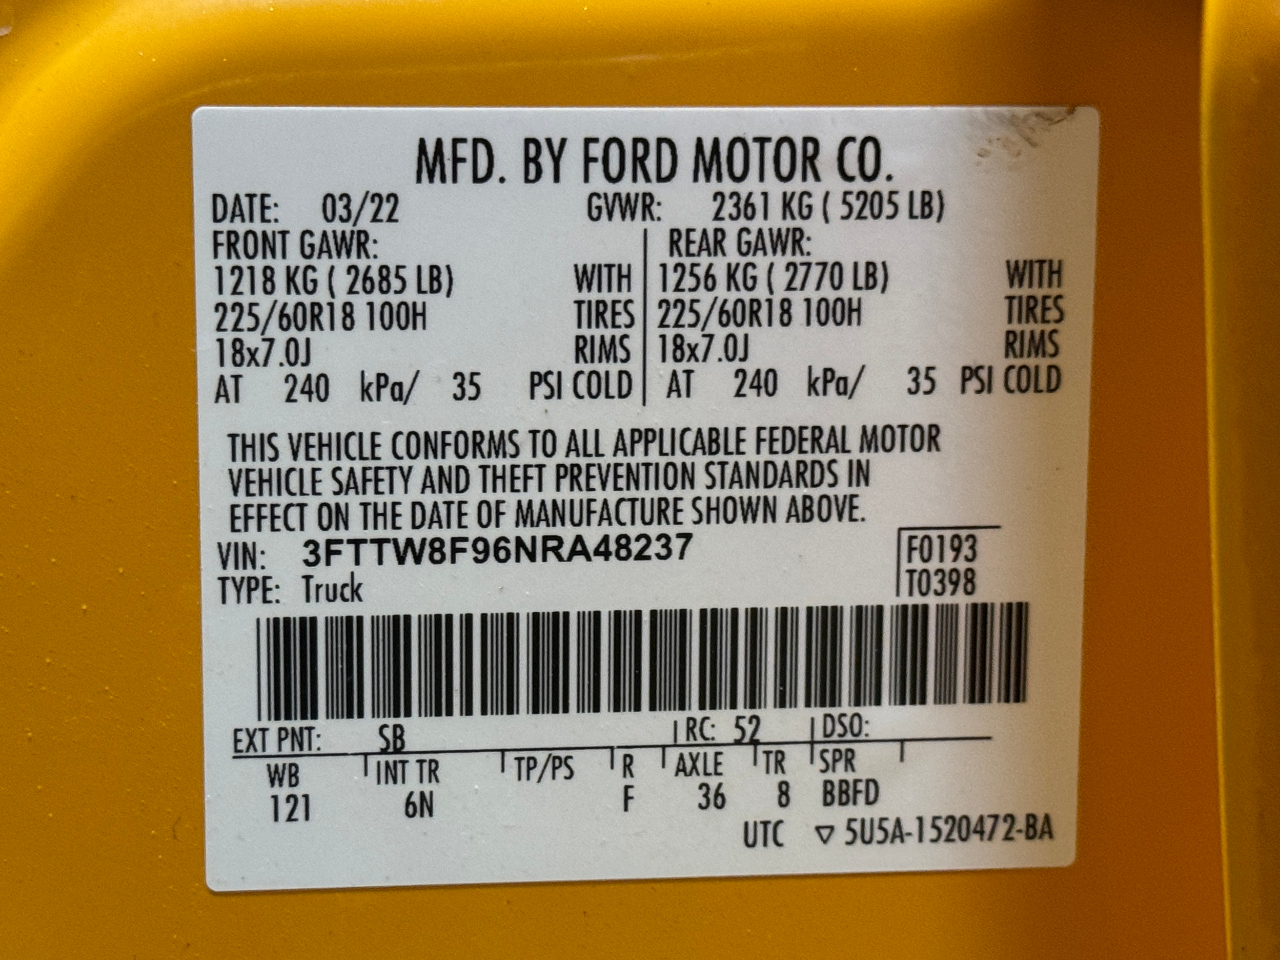 MFD. BY FORD MOTOR CO.
DATE: 03/22 GVWR: 2361 KG ( 5205 LB)
FRONT GAWR: REAR GAWR:
1218 KG ( 2685 LB) WITH 1256 KG ( 2770 LB) WITH
225/60R18 100H TIRES 225/60R18 100H TIRES
18x7.0J RIMS 18x7.0J RIMS
AT 240 kPa/ 35 PSI COLD AT 240 kPa/ 35 PSI COLD
THIS VEHICLE CONFORMS TO ALL APPLICABLE FEDERAL MOTOR
VEHICLE SAFETY AND THEFT PREVENTION STANDARDS IN
EFFECT ON THE DATE OF MANUFACTURE SHOWN ABOVE.
VIN: 3FTTW8F96NRA48237 F0193
TYPE: Truck T0398
EXT PNT: SB RC: 52 DSO:
WB INT TR TP/PS R AXLE TR SPR
121 6N F 36 8 BBFD
UTC ▽ 5U5A-1520472-BA